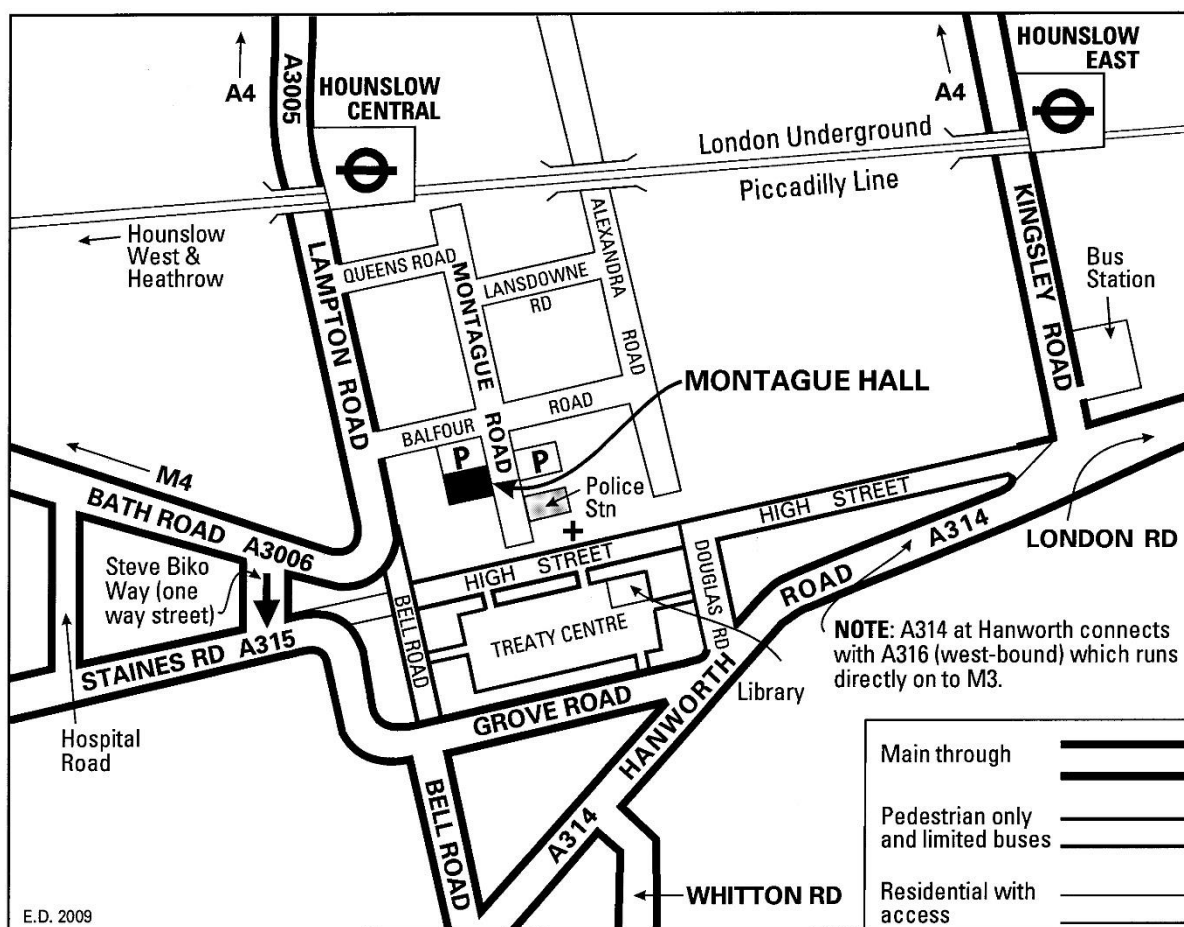 A4
A3005
HOUNSLOW
CENTRAL
A4
HOUNSLOW
EAST
London Underground
Piccadilly Line
Hounslow
West &
Heathrow
LAMPTON ROAD
QUEENS ROAD
MONTAGUE ROAD
LANSDOWNE
RD
ALEXANDRA ROAD
KINGSLEY ROAD
Bus
Station
MONTAGUE HALL
BALFOUR ROAD
P
P
Police
Stn
M4
BATH ROAD A3006
HIGH STREET
HIGH STREET
A314
LONDON RD
Steve Biko
Way (one
way street)
STAINES RD A315
BELL ROAD
TREATY CENTRE
DOUGLAS RD
HANWORTH ROAD
NOTE: A314 at Hanworth connects
with A316 (west-bound) which runs
directly on to M3.
Library
GROVE ROAD
Hospital
Road
BELL ROAD
A314
WHITTON RD
Main through
Pedestrian only
and limited buses
Residential with
access
E.D. 2009